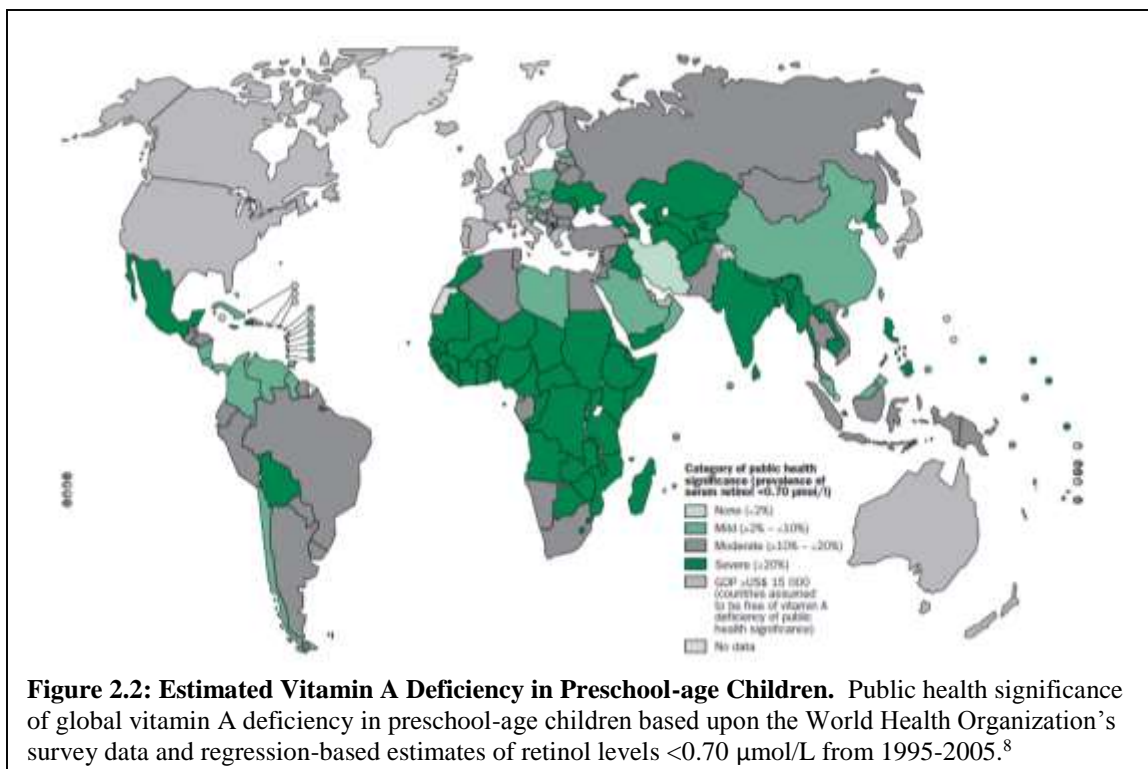 Category of public health
significance (prevalence of
serum retinol <0.70 µmol/l)
None (<2%)
Mild (≥2% – <10%)
Moderate (≥10% – <20%)
Severe (≥20%)
GDP ≥US$ 15 000
(countries assumed
to be free of vitamin A
deficiency of public
health significance)
No data
Figure 2.2: Estimated Vitamin A Deficiency in Preschool-age Children. Public health significance
of global vitamin A deficiency in preschool-age children based upon the World Health Organization’s
survey data and regression-based estimates of retinol levels <0.70 μmol/L from 1995-2005.8